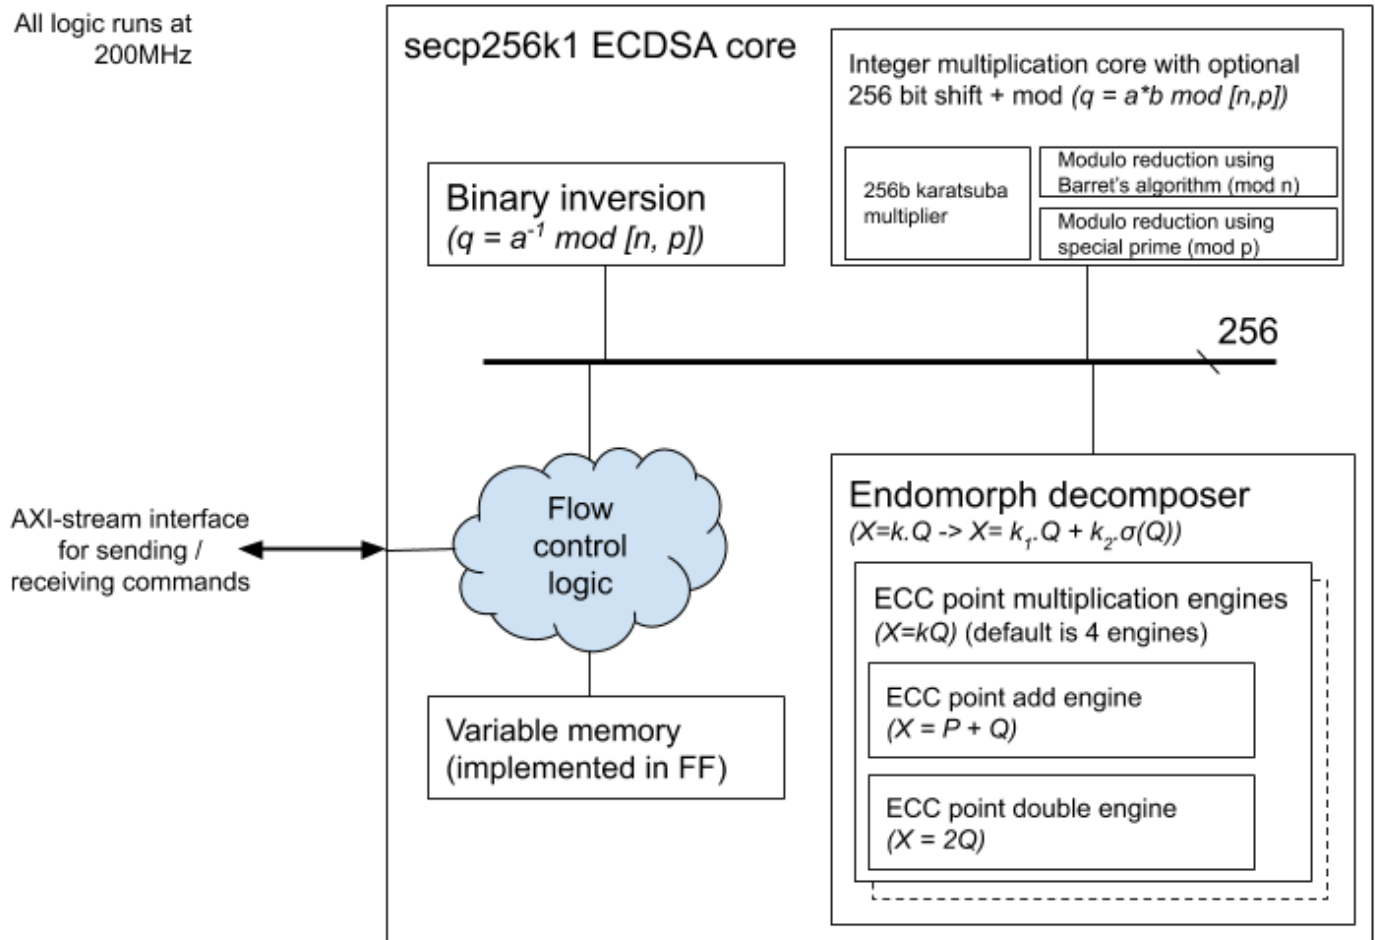 All logic runs at
200MHz
secp256k1 ECDSA core
Integer multiplication core with optional
256 bit shift + mod (q = a*b mod [n,p])
256b karatsuba
multiplier
Modulo reduction using
Barret's algorithm (mod n)
Modulo reduction using
special prime (mod p)
Binary inversion
(q = a⁻¹ mod [n, p])
256
Flow
control
logic
AXI-stream interface
for sending /
receiving commands
Variable memory
(implemented in FF)
Endomorph decomposer
(X=k.Q -> X= k₁.Q + k₂.σ(Q))
ECC point multiplication engines
(X=kQ) (default is 4 engines)
ECC point add engine
(X = P + Q)
ECC point double engine
(X = 2Q)